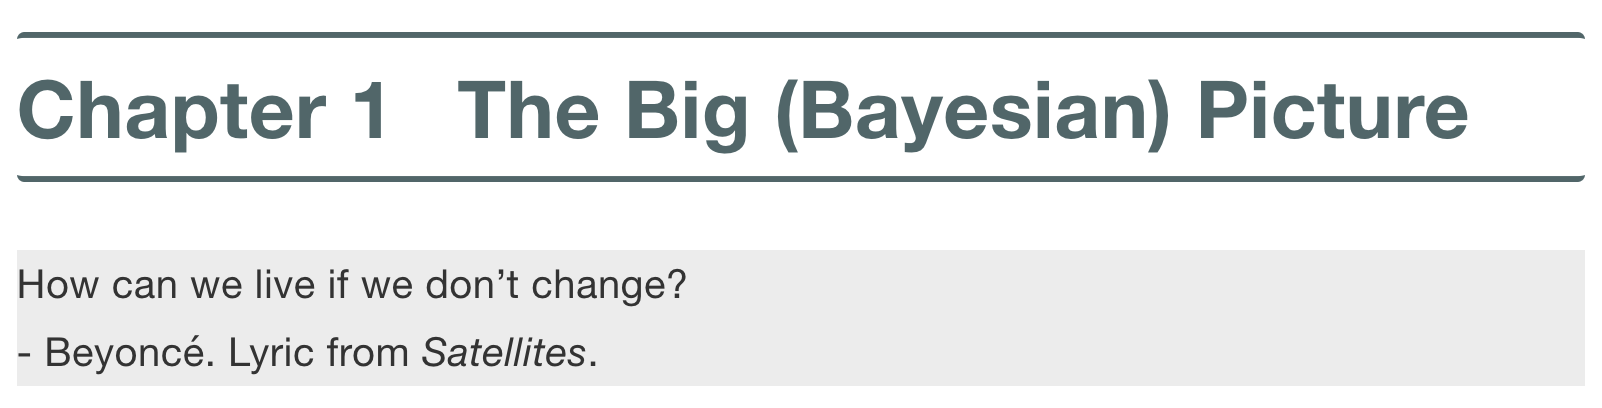 Chapter 1 The Big (Bayesian) Picture
How can we live if we don’t change?
- Beyoncé. Lyric from Satellites.